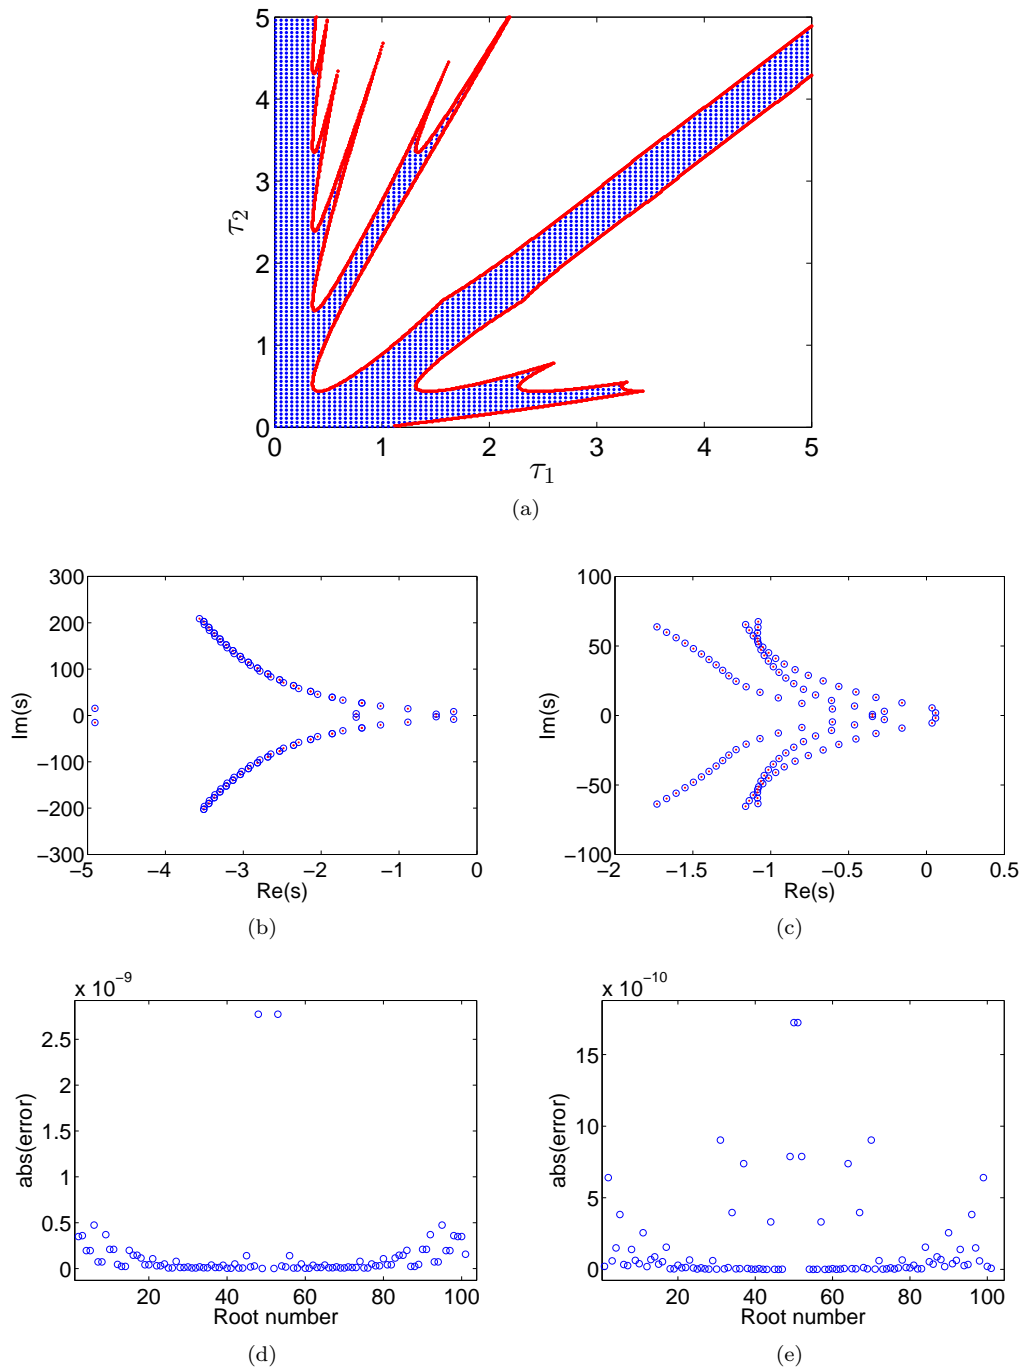 5
4
3
2
1
0
τ2
0 1 2 3 4 5
τ1
(a)
300
200
100
0
−100
−200
−300
Im(s)
−5 −4 −3 −2 −1 0
Re(s)
(b)
100
50
0
−50
−100
Im(s)
−2 −1.5 −1 −0.5 0 0.5
Re(s)
(c)
x 10−9
2.5
2
1.5
1
0.5
0
abs(error)
20 40 60 80 100
Root number
(d)
x 10−10
15
10
5
0
abs(error)
20 40 60 80 100
Root number
(e)